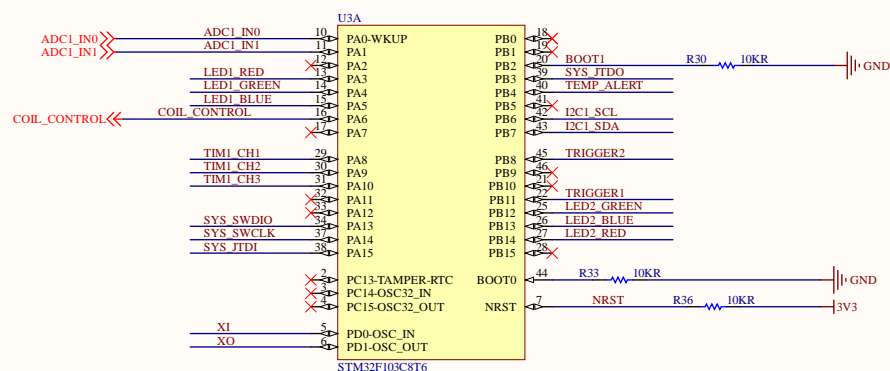 U3A
ADC1_IN0 ADC1_IN0 10 PA0-WKUP PB0 18
ADC1_IN1 ADC1_IN1 11 PA1 PB1 19
12 PA2 PB2 20 BOOT1 R30 10KR GND
LED1_RED 13 PA3 PB3 39 SYS_JTDO
LED1_GREEN 14 PA4 PB4 40 TEMP_ALERT
LED1_BLUE 15 PA5 PB5 41
COIL_CONTROL COIL_CONTROL 16 PA6 PB6 42 I2C1_SCL
17 PA7 PB7 43 I2C1_SDA
TIM1_CH1 29 PA8 PB8 45 TRIGGER2
TIM1_CH2 30 PA9 PB9 46
TIM1_CH3 31 PA10 PB10 21
32 PA11 PB11 22 TRIGGER1
33 PA12 PB12 25 LED2_GREEN
SYS_SWDIO 34 PA13 PB13 26 LED2_BLUE
SYS_SWCLK 37 PA14 PB14 27 LED2_RED
SYS_JTDI 38 PA15 PB15 28
2 PC13-TAMPER-RTC BOOT0 44 R33 10KR GND
3 PC14-OSC32_IN
4 PC15-OSC32_OUT NRST 7 NRST R36 10KR 3V3
XI 5 PD0-OSC_IN
XO 6 PD1-OSC_OUT
STM32F103C8T6